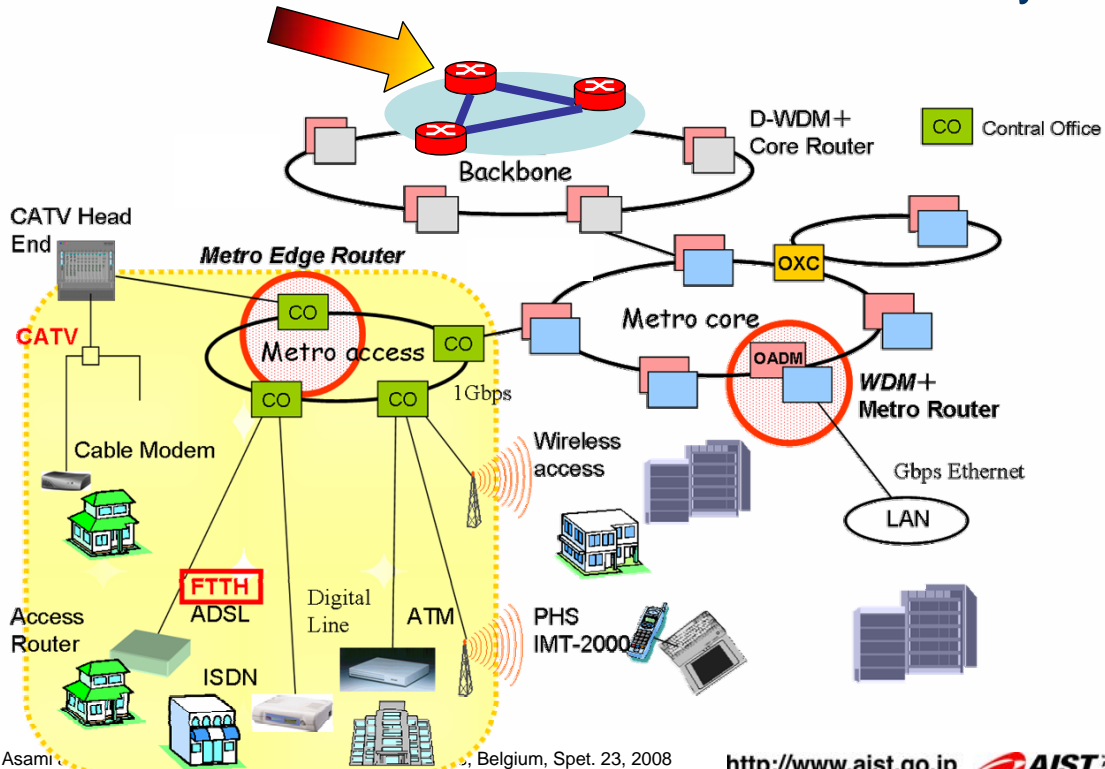 D-WDM+
Core Router
CO
Contral Office
Backbone
CATV Head
End
Metro Edge Router
OXC
CO
Metro core
CATV
Metro access
CO
OADM
1Gbps
WDM+
Metro Router
CO
CO
Cable Modem
Wireless
access
Gbps Ethernet
LAN
FTTH
ADSL
Digital
Line
ATM
PHS
IMT-2000
Access
Router
ISDN
Asami
, Belgium, Spet. 23, 2008
http://www.aist.go.jp
AIST